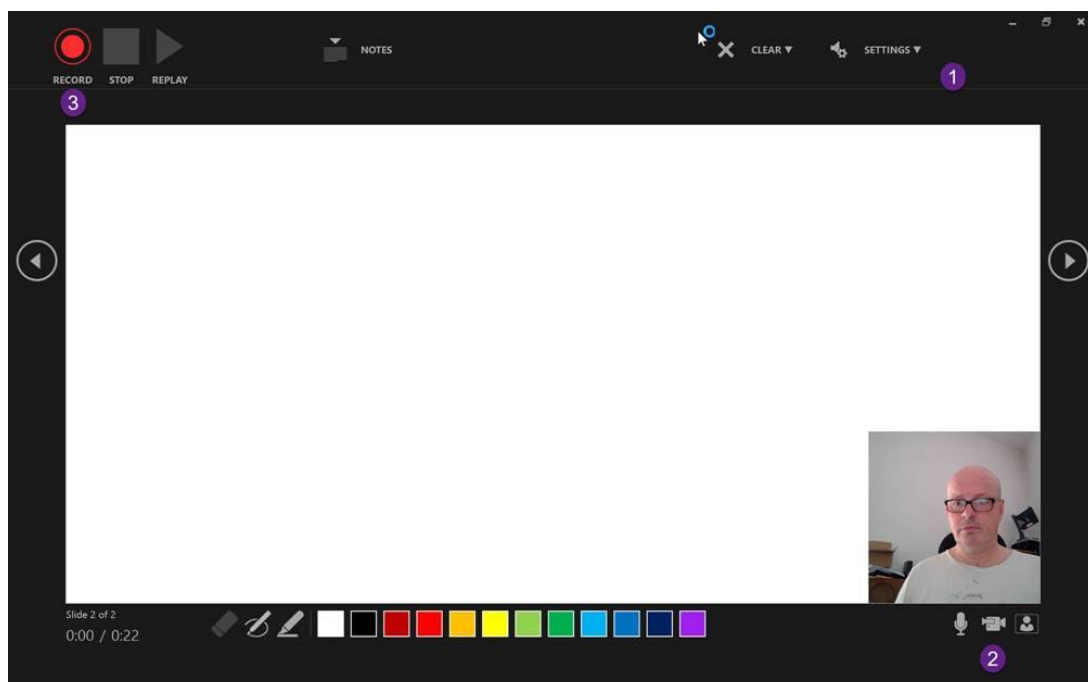 NOTES
CLEAR ▼
SETTINGS ▼
RECORD STOP REPLAY
1
3
Slide 2 of 2
0:00 / 0:22
2